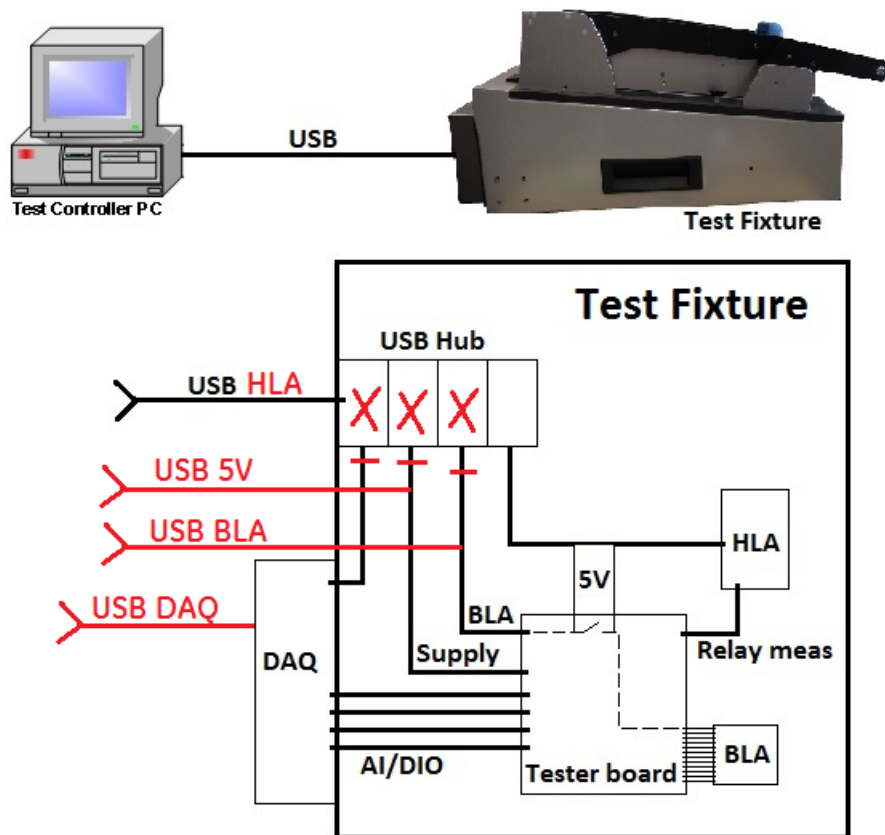 USB
Test Controller PC
Test Fixture
Test Fixture
USB Hub
USB HLA
X X X
USB 5V
USB BLA
HLA
5V
USB DAQ
BLA
DAQ
Supply
Relay meas
AI/DIO
Tester board
BLA